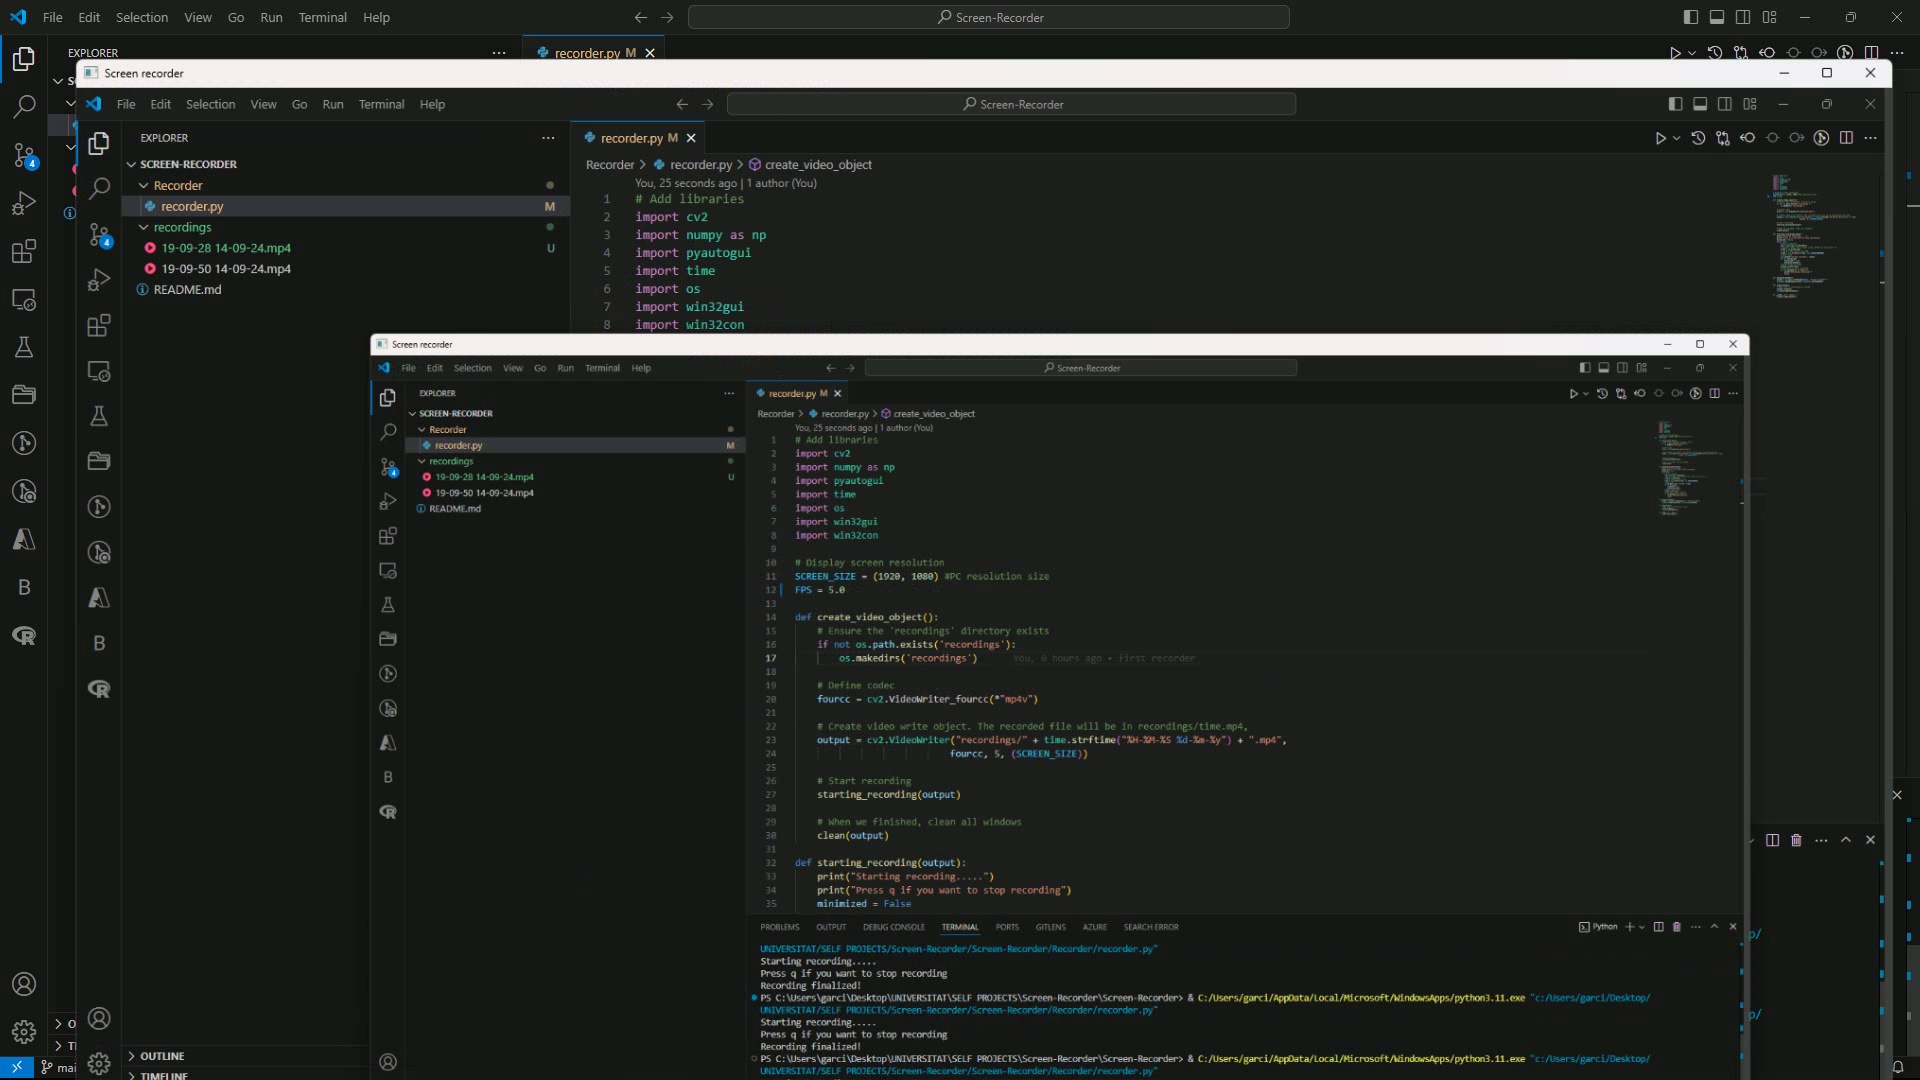 File Edit Selection View Go Run Terminal Help
Screen-Recorder
EXPLORER
recorder.py M
Screen recorder
File Edit Selection View Go Run Terminal Help
Screen-Recorder
EXPLORER
recorder.py M
SCREEN-RECORDER
Recorder
recorder.py M
recordings
19-09-28 14-09-24.mp4 U
19-09-50 14-09-24.mp4
README.md
Recorder > recorder.py > create_video_object
You, 25 seconds ago | 1 author (You)
1 # Add libraries
2 import cv2
3 import numpy as np
4 import pyautogui
5 import time
6 import os
7 import win32gui
8 import win32con
Screen recorder
File Edit Selection View Go Run Terminal Help
Screen-Recorder
EXPLORER
recorder.py M
SCREEN-RECORDER
Recorder
recorder.py M
recordings
19-09-28 14-09-24.mp4 U
19-09-50 14-09-24.mp4
README.md
Recorder > recorder.py > create_video_object
You, 25 seconds ago | 1 author (You)
1 # Add libraries
2 import cv2
3 import numpy as np
4 import pyautogui
5 import time
6 import os
7 import win32gui
8 import win32con
9
10 # Display screen resolution
11 SCREEN_SIZE = (1920, 1080) #PC resolution size
12 FPS = 5.0
13
14 def create_video_object():
15 # Ensure the 'recordings' directory exists
16 if not os.path.exists('recordings'):
17 os.makedirs('recordings') You, 6 hours ago • First recorder
18
19 # Define codec
20 fourcc = cv2.VideoWriter_fourcc(*"mp4v")
21
22 # Create video write object. The recorded file will be in recordings/time.mp4,
23 output = cv2.VideoWriter("recordings/" + time.strftime("%H-%M-%S %d-%m-%y") + ".mp4",
24 fourcc, 5, (SCREEN_SIZE))
25
26 # Start recording
27 starting_recording(output)
28
29 # When we finished, clean all windows
30 clean(output)
31
32 def starting_recording(output):
33 print("Starting recording.....")
34 print("Press q if you want to stop recording")
35 minimized = False
PROBLEMS OUTPUT DEBUG CONSOLE TERMINAL PORTS GITLENS AZURE SEARCH ERROR
Python
UNIVERSITAT/SELF PROJECTS/Screen-Recorder/Screen-Recorder/Recorder/recorder.py"
Starting recording.....
Press q if you want to stop recording
Recording finalized!
PS C:\Users\garci\Desktop\UNIVERSITAT\SELF PROJECTS\Screen-Recorder\Screen-Recorder> & C:/Users/garci/AppData/Local/Microsoft/WindowsApps/python3.11.exe "c:/Users/garci/Desktop/
UNIVERSITAT/SELF PROJECTS/Screen-Recorder/Screen-Recorder/Recorder/recorder.py"
Starting recording.....
Press q if you want to stop recording
Recording finalized!
PS C:\Users\garci\Desktop\UNIVERSITAT\SELF PROJECTS\Screen-Recorder\Screen-Recorder> & C:/Users/garci/AppData/Local/Microsoft/WindowsApps/python3.11.exe "c:/Users/garci/Desktop/
UNIVERSITAT/SELF PROJECTS/Screen-Recorder/Screen-Recorder/Recorder/recorder.py"
OUTLINE
TIMELINE